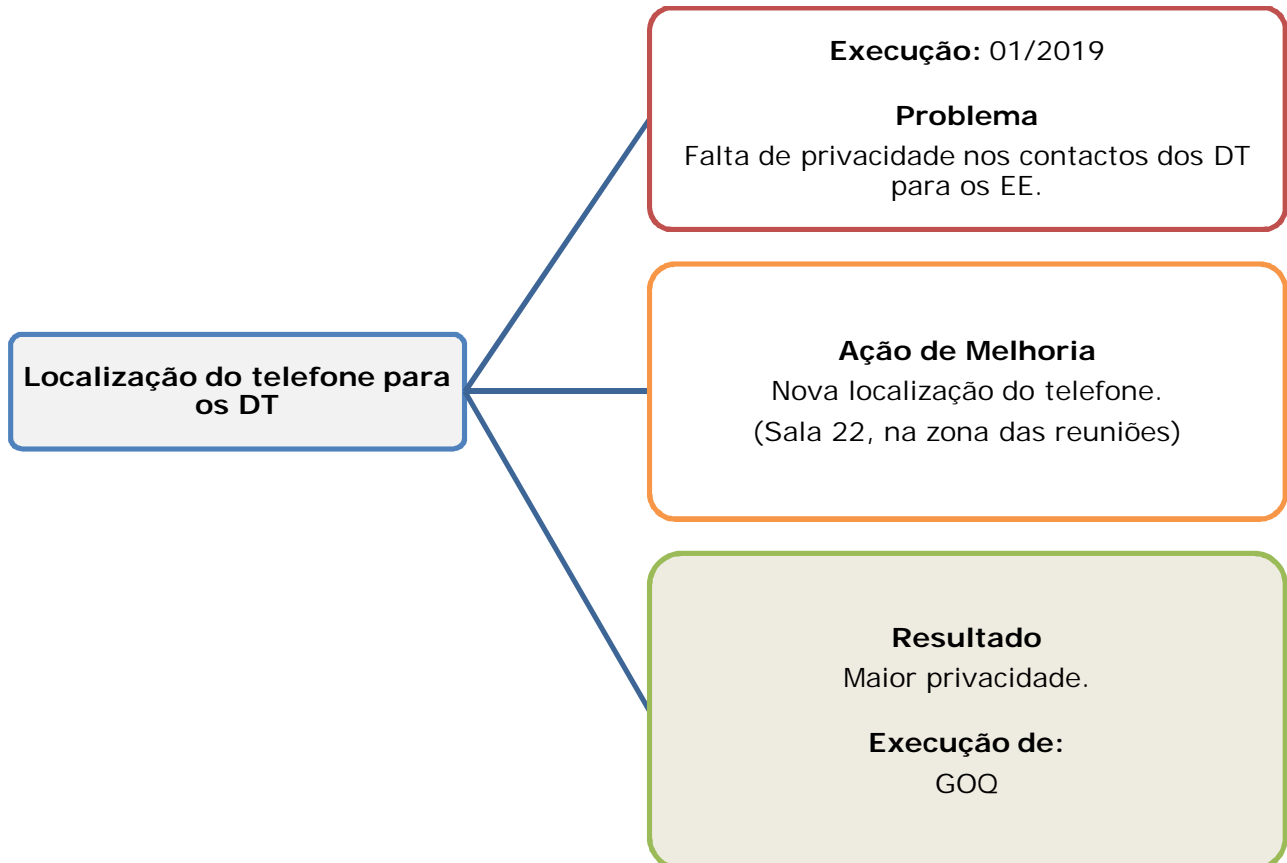 Execução: 01/2019
Problema
Falta de privacidade nos contactos dos DT
para os EE.
Localização do telefone para
os DT
Ação de Melhoria
Nova localização do telefone.
(Sala 22, na zona das reuniões)
Resultado
Maior privacidade.
Execução de:
GOQ